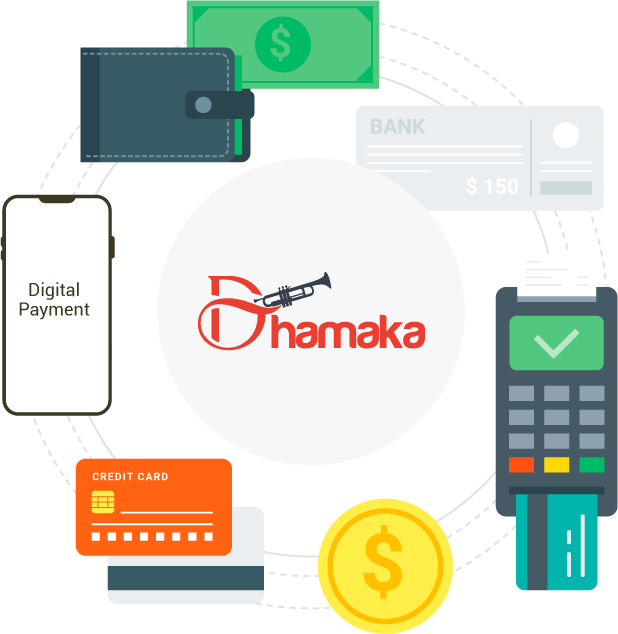 $
BANK
$ 150
Digital
Payment
Dhamaka
CREDIT CARD
$